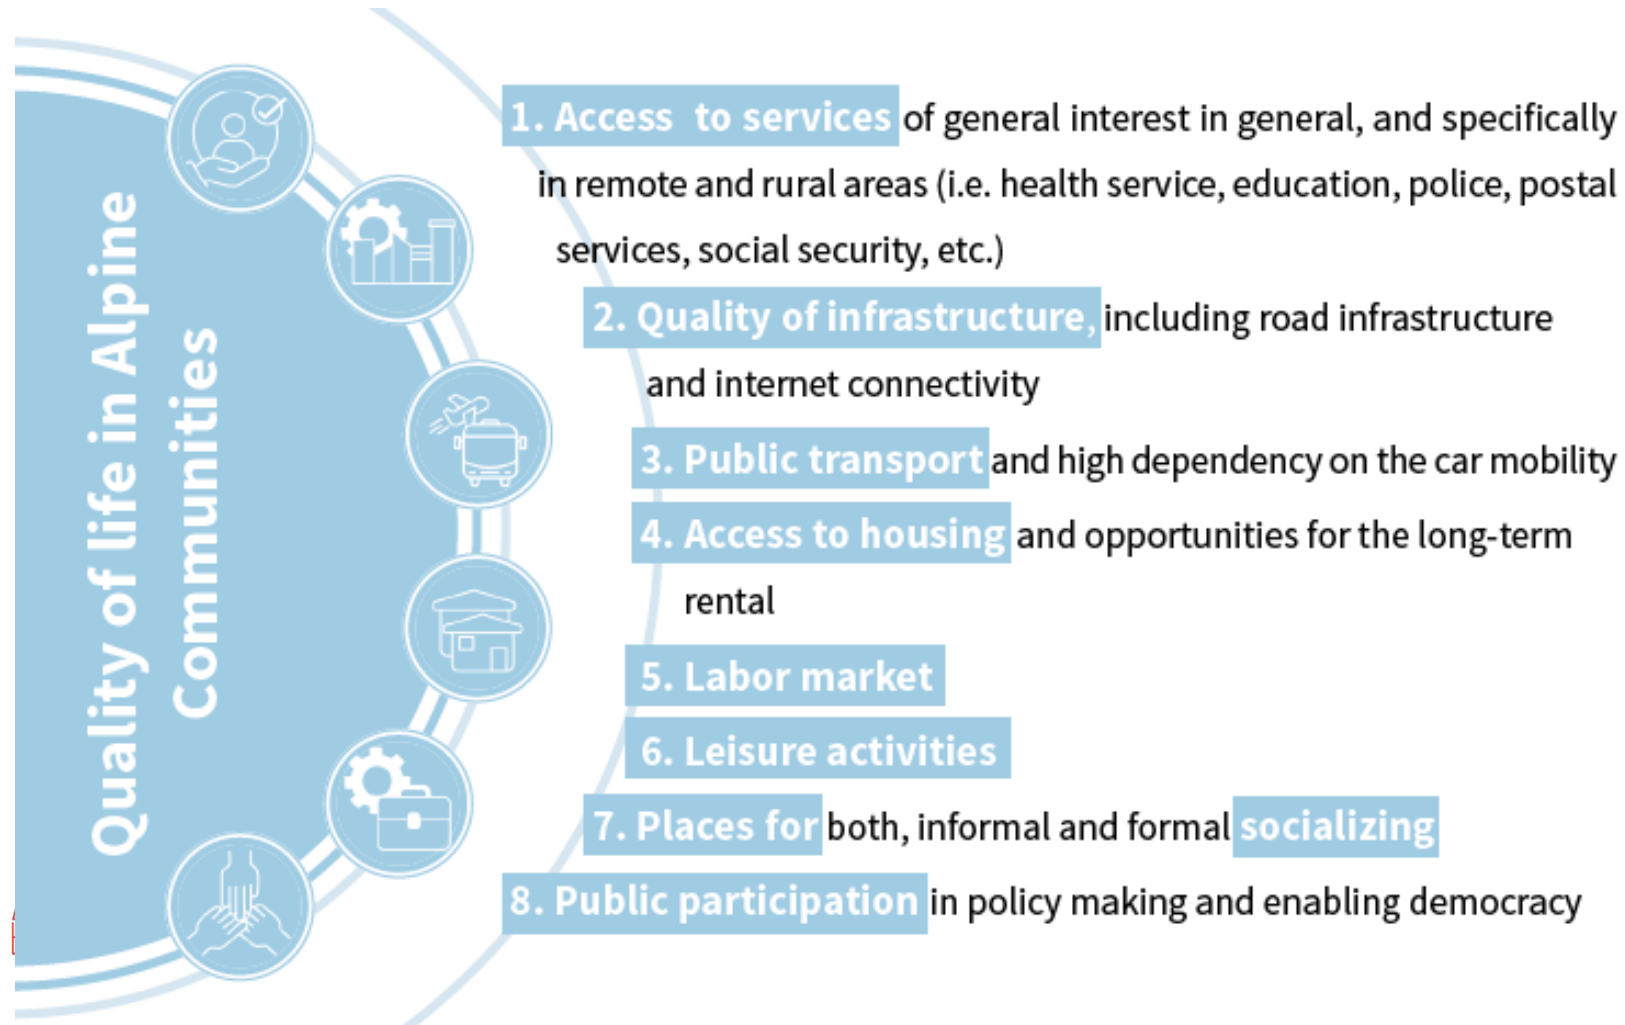 Quality of life in Alpine
Communities
1. Access to services of general interest in general, and specifically
in remote and rural areas (i.e. health service, education, police, postal
services, social security, etc.)
2. Quality of infrastructure, including road infrastructure
and internet connectivity
3. Public transport and high dependency on the car mobility
4. Access to housing and opportunities for the long-term
rental
5. Labor market
6. Leisure activities
7. Places for both, informal and formal socializing
8. Public participation in policy making and enabling democracy